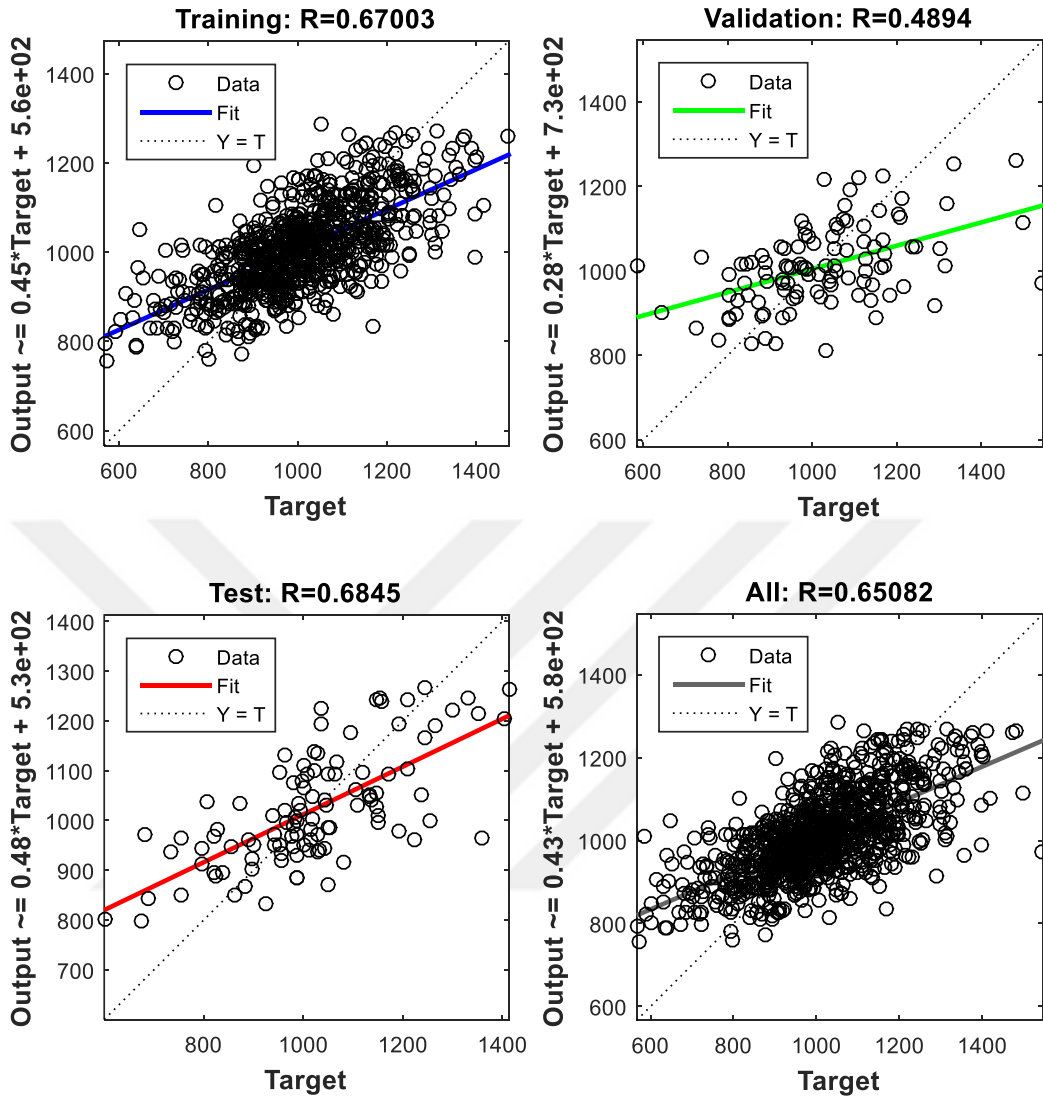 Training: R=0.67003
Output ~= 0.45*Target + 5.6e+02
1400
1200
1000
800
600
Data
Fit
Y = T
600 800 1000 1200 1400
Target
Validation: R=0.4894
Output ~= 0.28*Target + 7.3e+02
1400
1200
1000
800
600
Data
Fit
Y = T
600 800 1000 1200 1400
Target
Test: R=0.6845
Output ~= 0.48*Target + 5.3e+02
1400
1300
1200
1100
1000
900
800
700
Data
Fit
Y = T
800 1000 1200 1400
Target
All: R=0.65082
Output ~= 0.43*Target + 5.8e+02
1400
1200
1000
800
600
Data
Fit
Y = T
600 800 1000 1200 1400
Target